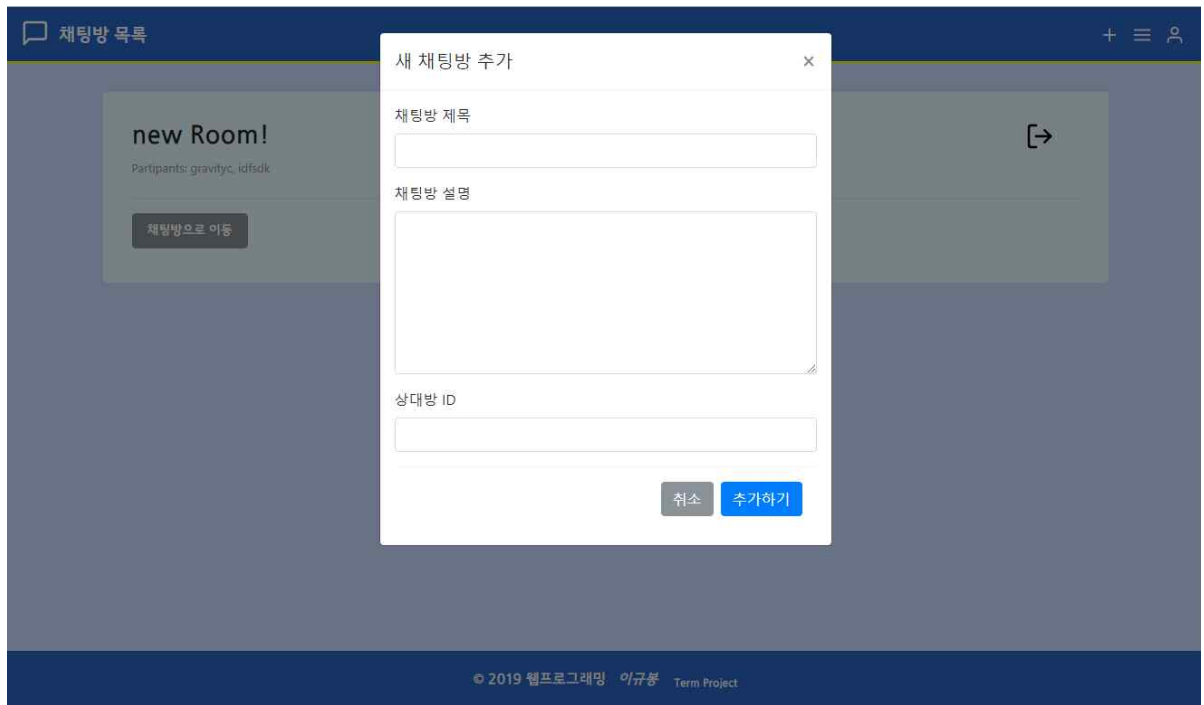 채팅방 목록
새 채팅방 추가
×
new Room!
Partipants: gravityc, idfsdk
채팅방으로 이동
채팅방 제목
채팅방 설명
상대방 ID
취소 추가하기
© 2019 웹프로그래밍 이규봉 Term Project